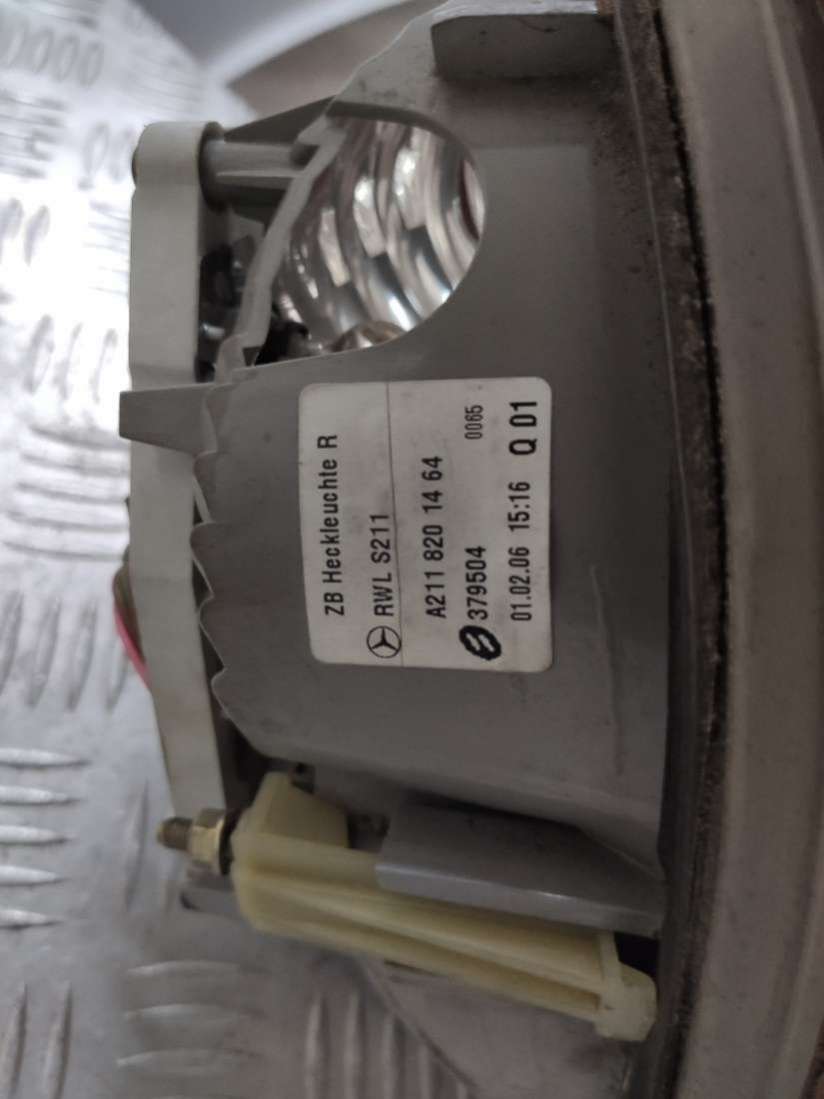 ZB Heckleuchte R
RWL S211
A211 820 14 64
379504 0065
01.02.06 15:16 Q 01